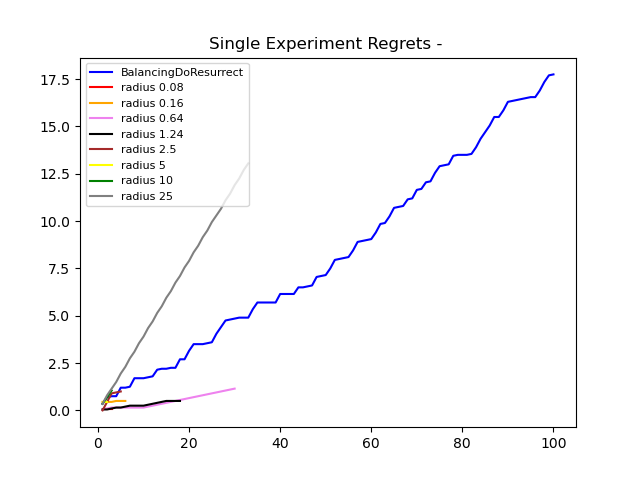 Single Experiment Regrets -
BalancingDoResurrect
radius 0.08
radius 0.16
radius 0.64
radius 1.24
radius 2.5
radius 5
radius 10
radius 25
17.5
15.0
12.5
10.0
7.5
5.0
2.5
0.0
0 20 40 60 80 100